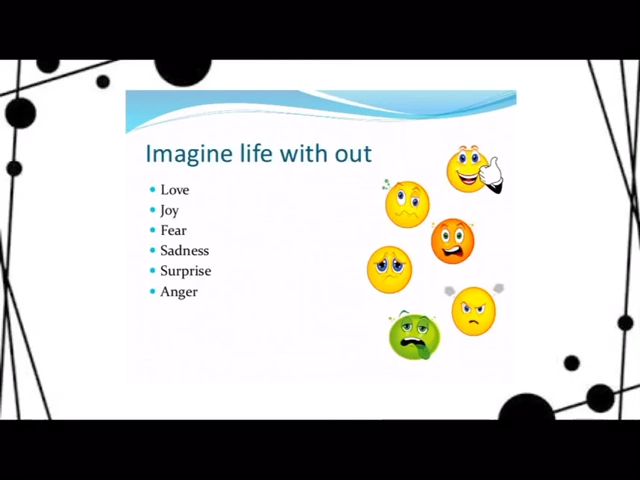 Imagine life with out
Love
Joy
Fear
Sadness
Surprise
Anger